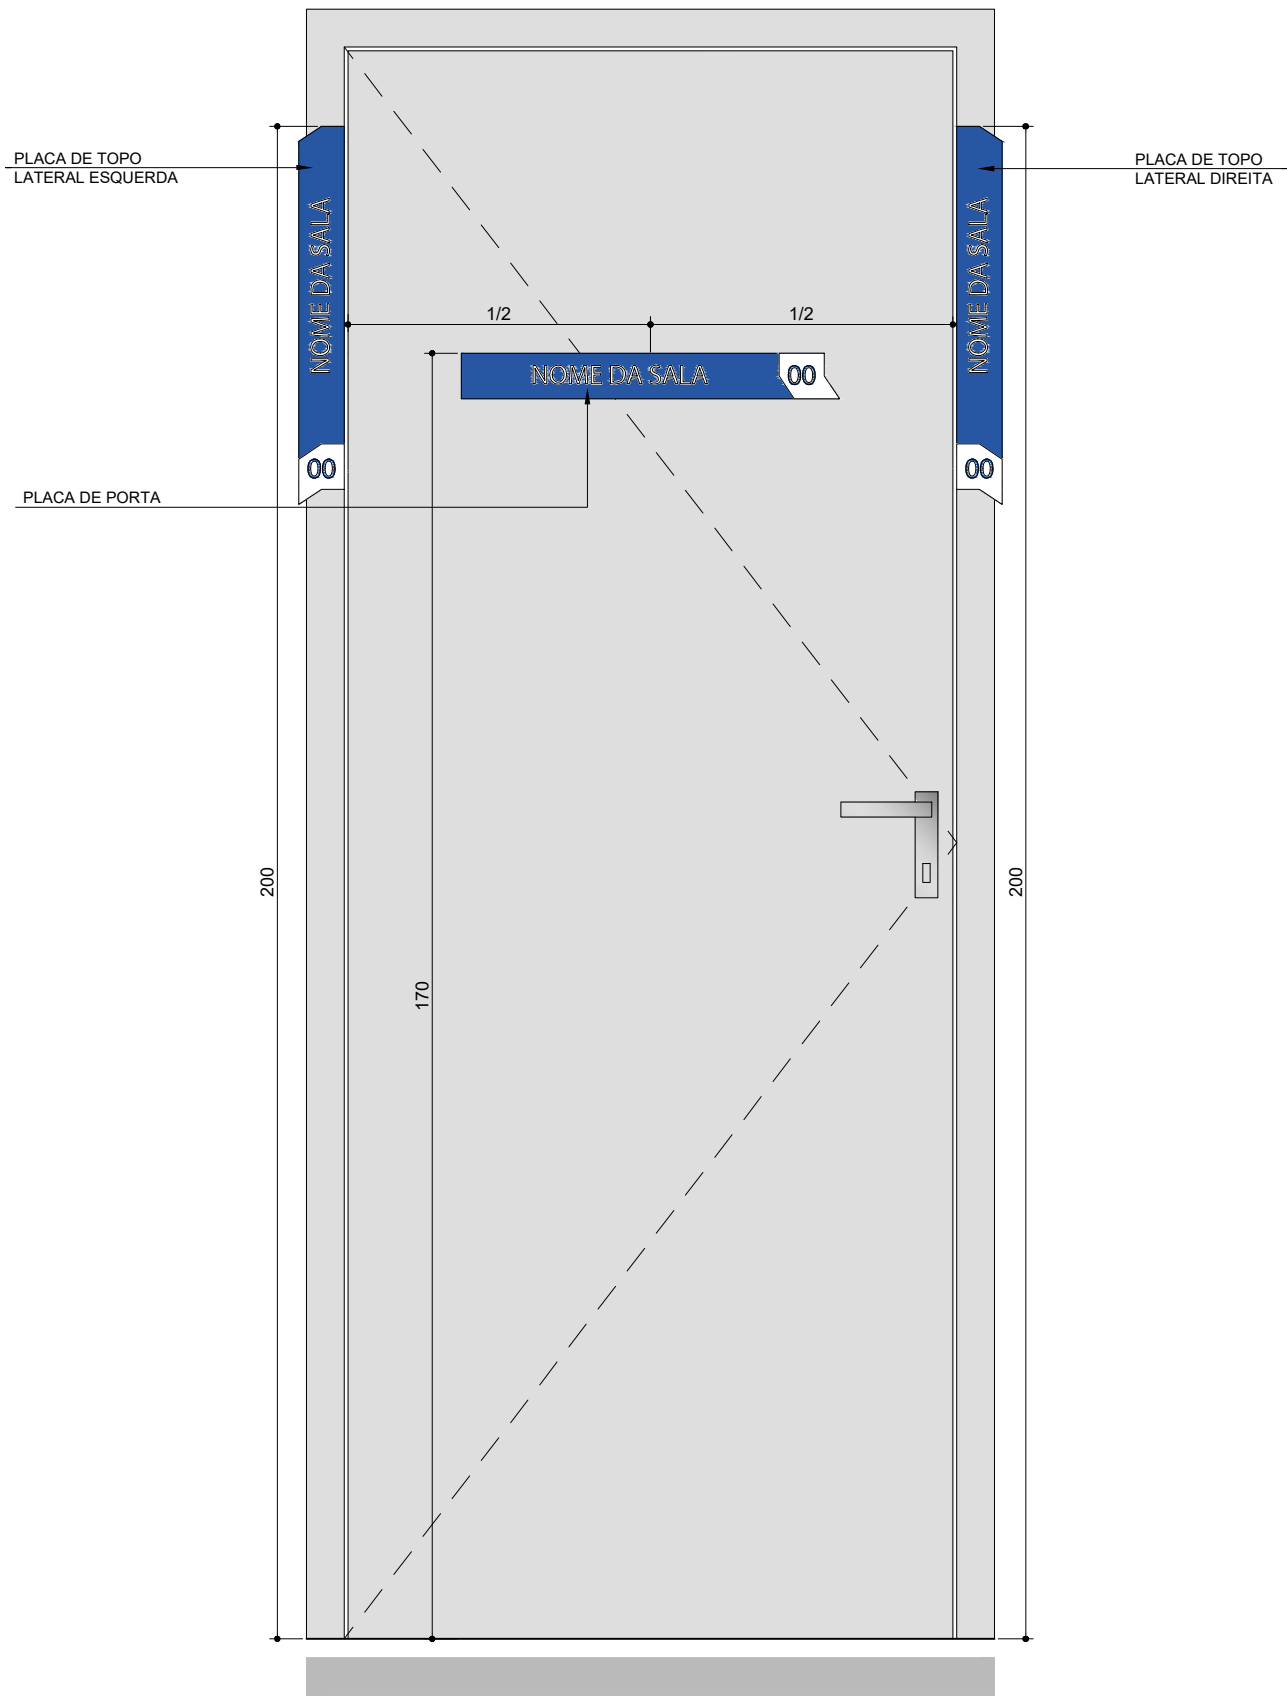 PLACA DE TOPO
LATERAL ESQUERDA
PLACA DE TOPO
LATERAL DIREITA
NOME DA SALA
00
NOME DA SALA
00
1/2
1/2
NOME DA SALA
00
PLACA DE PORTA
200
170
200